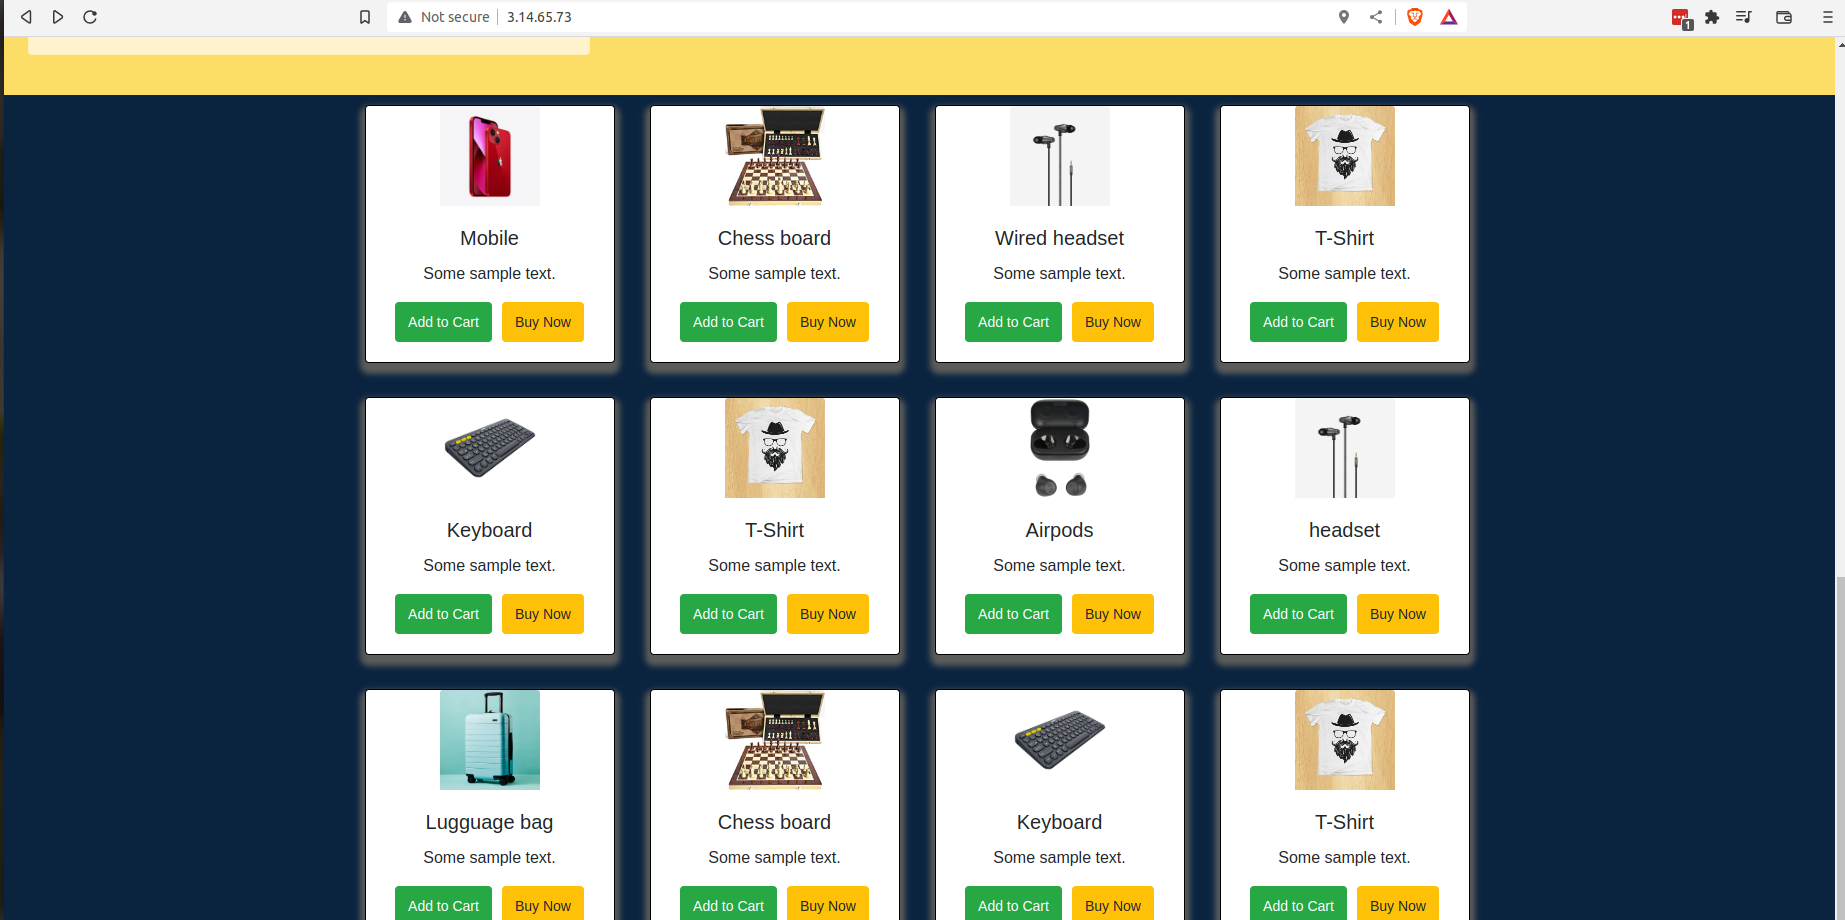 Not secure 3.14.65.73
1
Mobile Chess board Wired headset T-Shirt
Some sample text. Some sample text. Some sample text. Some sample text.
Add to Cart Buy Now Add to Cart Buy Now Add to Cart Buy Now Add to Cart Buy Now
Keyboard T-Shirt Airpods headset
Some sample text. Some sample text. Some sample text. Some sample text.
Add to Cart Buy Now Add to Cart Buy Now Add to Cart Buy Now Add to Cart Buy Now
Lugguage bag Chess board Keyboard T-Shirt
Some sample text. Some sample text. Some sample text. Some sample text.
Add to Cart Buy Now Add to Cart Buy Now Add to Cart Buy Now Add to Cart Buy Now